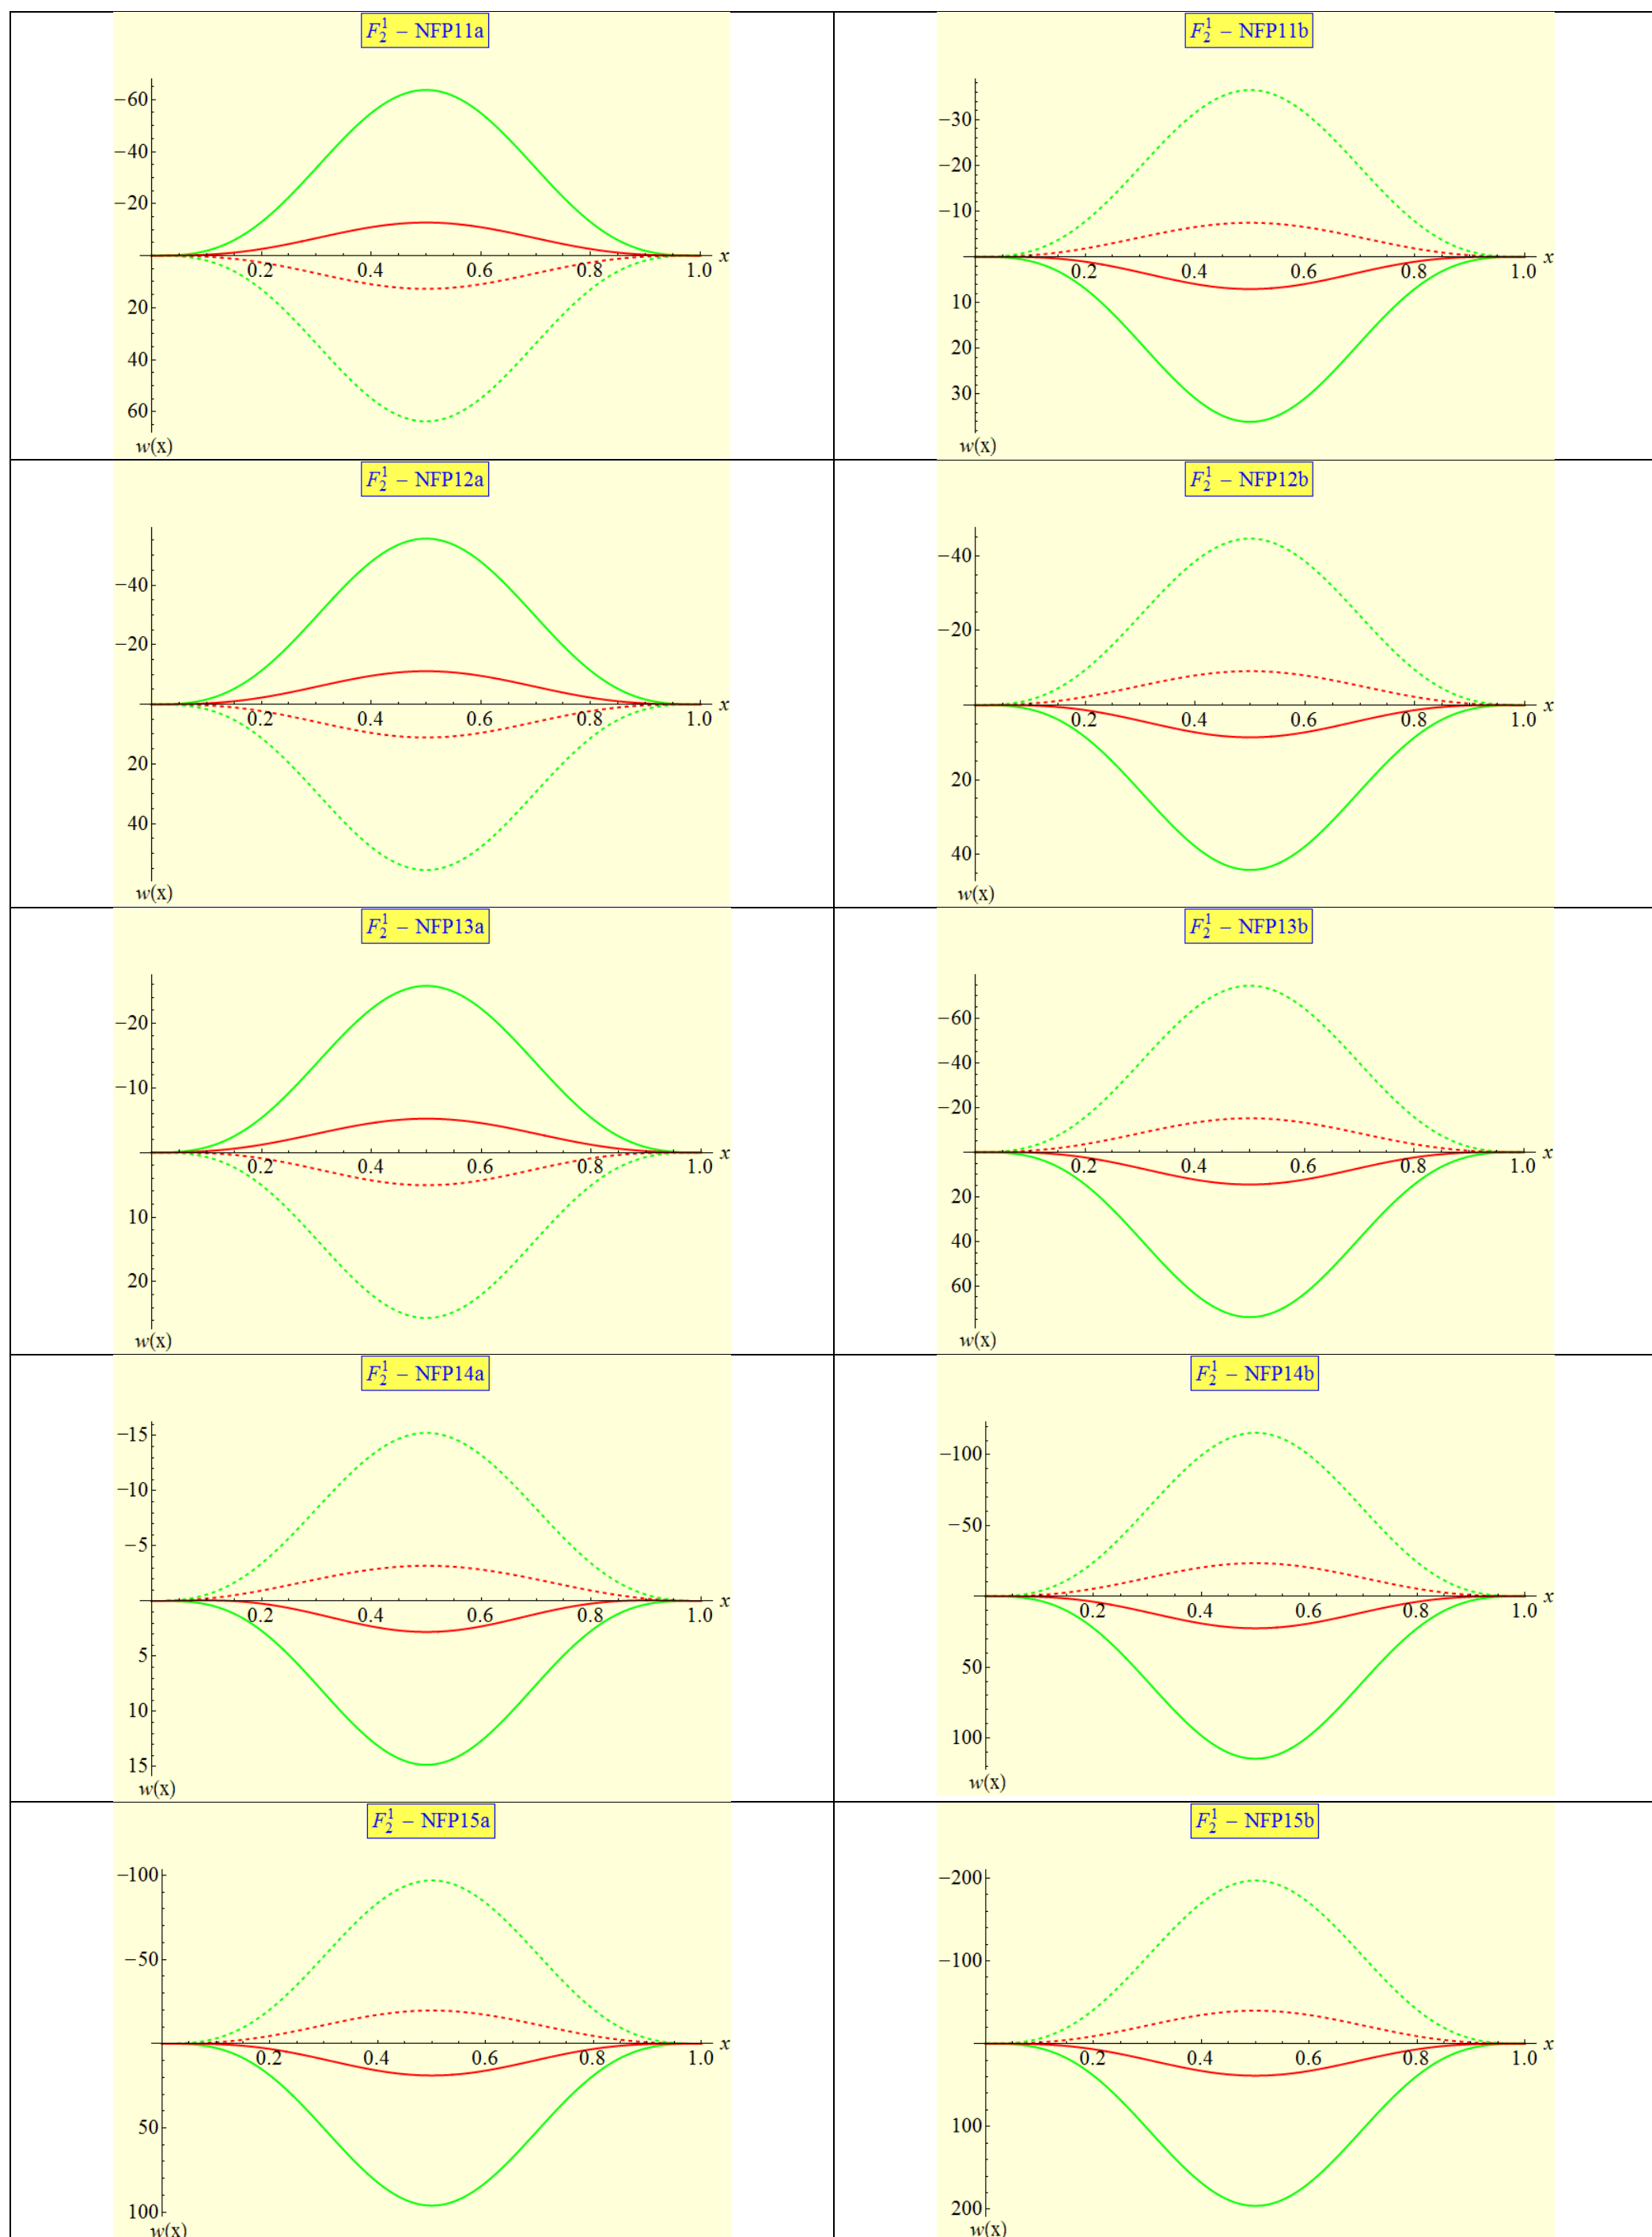 F₂¹ – NFP11a
−60
−40
−20
0.2 0.4 0.6 0.8 1.0 x
20
40
60
w(x)
F₂¹ – NFP11b
−30
−20
−10
0.2 0.4 0.6 0.8 1.0 x
10
20
30
w(x)
F₂¹ – NFP12a
−40
−20
0.2 0.4 0.6 0.8 1.0 x
20
40
w(x)
F₂¹ – NFP12b
−40
−20
0.2 0.4 0.6 0.8 1.0 x
20
40
w(x)
F₂¹ – NFP13a
−20
−10
0.2 0.4 0.6 0.8 1.0 x
10
20
w(x)
F₂¹ – NFP13b
−60
−40
−20
0.2 0.4 0.6 0.8 1.0 x
20
40
60
w(x)
F₂¹ – NFP14a
−15
−10
−5
0.2 0.4 0.6 0.8 1.0 x
5
10
15
w(x)
F₂¹ – NFP14b
−100
−50
0.2 0.4 0.6 0.8 1.0 x
50
100
w(x)
F₂¹ – NFP15a
−100
−50
0.2 0.4 0.6 0.8 1.0 x
50
100
w(x)
F₂¹ – NFP15b
−200
−100
0.2 0.4 0.6 0.8 1.0 x
100
200
w(x)